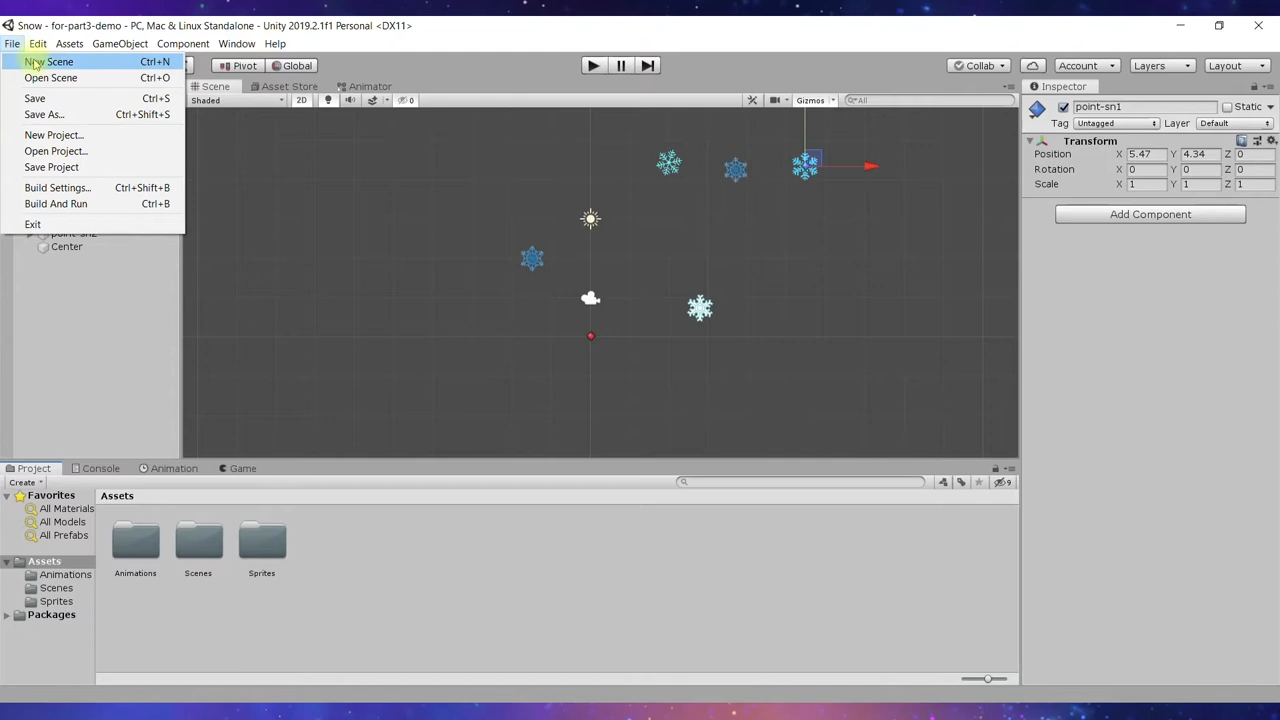 Snow - for-part3-demo - PC, Mac & Linux Standalone - Unity 2019.2.1f1 Personal <DX11>
File Edit Assets GameObject Component Window Help
New Scene Ctrl+N
Open Scene Ctrl+O
Save Ctrl+S
Save As... Ctrl+Shift+S
New Project...
Open Project...
Save Project
Build Settings... Ctrl+Shift+B
Build And Run Ctrl+B
Exit
Center
Pivot Global
Collab Account Layers Layout
Scene Asset Store Animator
Shaded 2D 0 Gizmos All
Inspector
point-sn1 Static
Tag Untagged Layer Default
Transform
Position X 5.47 Y 4.34 Z 0
Rotation X 0 Y 0 Z 0
Scale X 1 Y 1 Z 1
Add Component
Project Console Animation Game
Create 9
Favorites
All Materials
All Models
All Prefabs
Assets
Animations
Scenes
Sprites
Packages
Assets
Animations Scenes Sprites